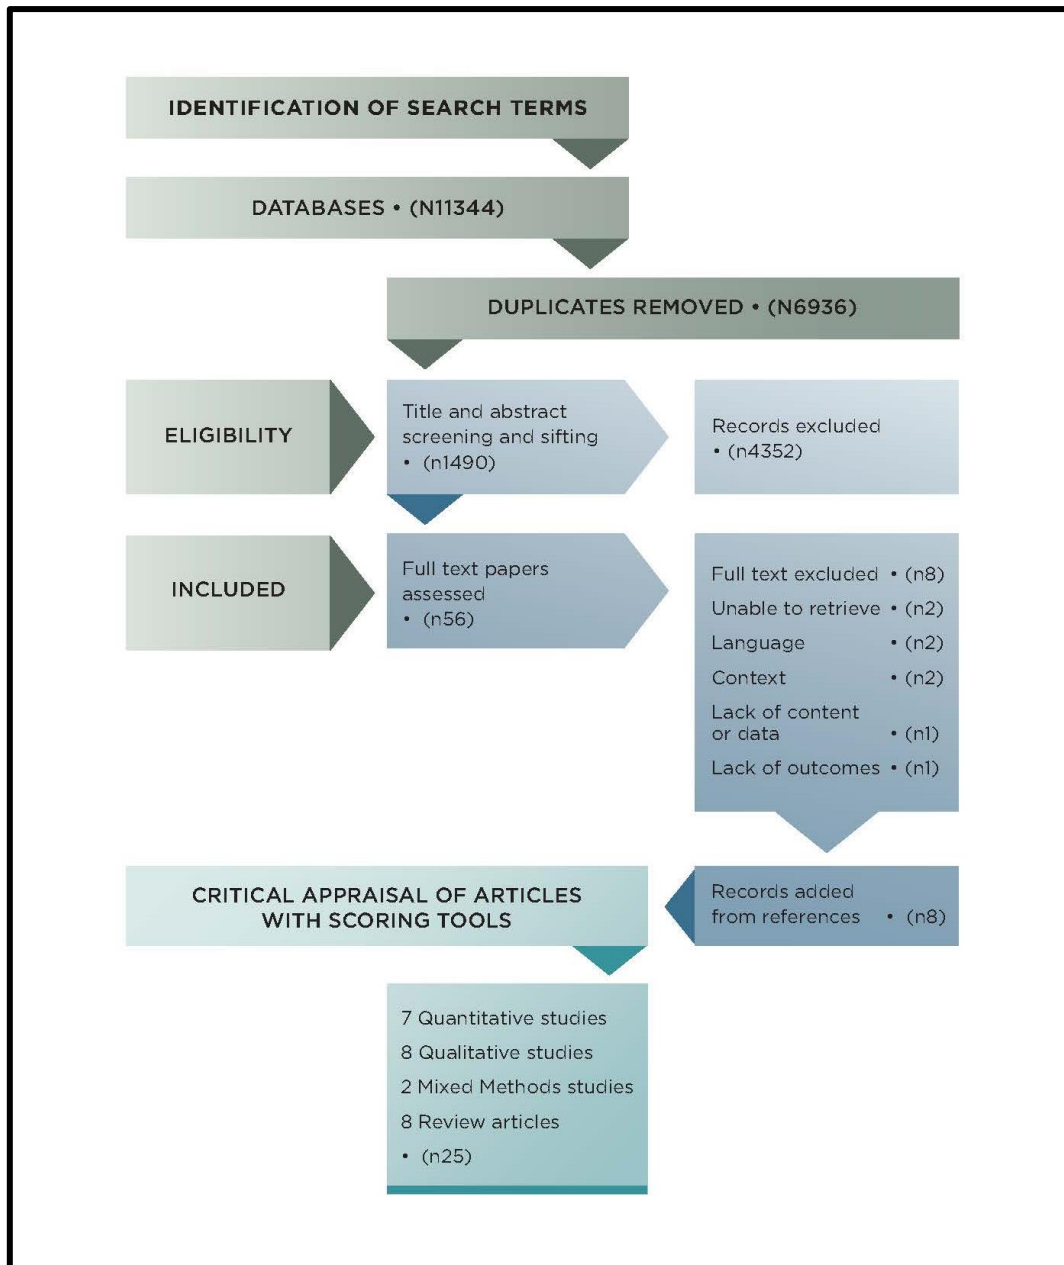 IDENTIFICATION OF SEARCH TERMS
DATABASES • (N11344)
DUPLICATES REMOVED • (N6936)
ELIGIBILITY
Title and abstract
screening and sifting
• (n1490)
Records excluded
• (n4352)
INCLUDED
Full text papers
assessed
• (n56)
Full text excluded • (n8)
Unable to retrieve • (n2)
Language • (n2)
Context • (n2)
Lack of content
or data • (n1)
Lack of outcomes • (n1)
CRITICAL APPRAISAL OF ARTICLES
WITH SCORING TOOLS
Records added
from references • (n8)
7 Quantitative studies
8 Qualitative studies
2 Mixed Methods studies
8 Review articles
• (n25)